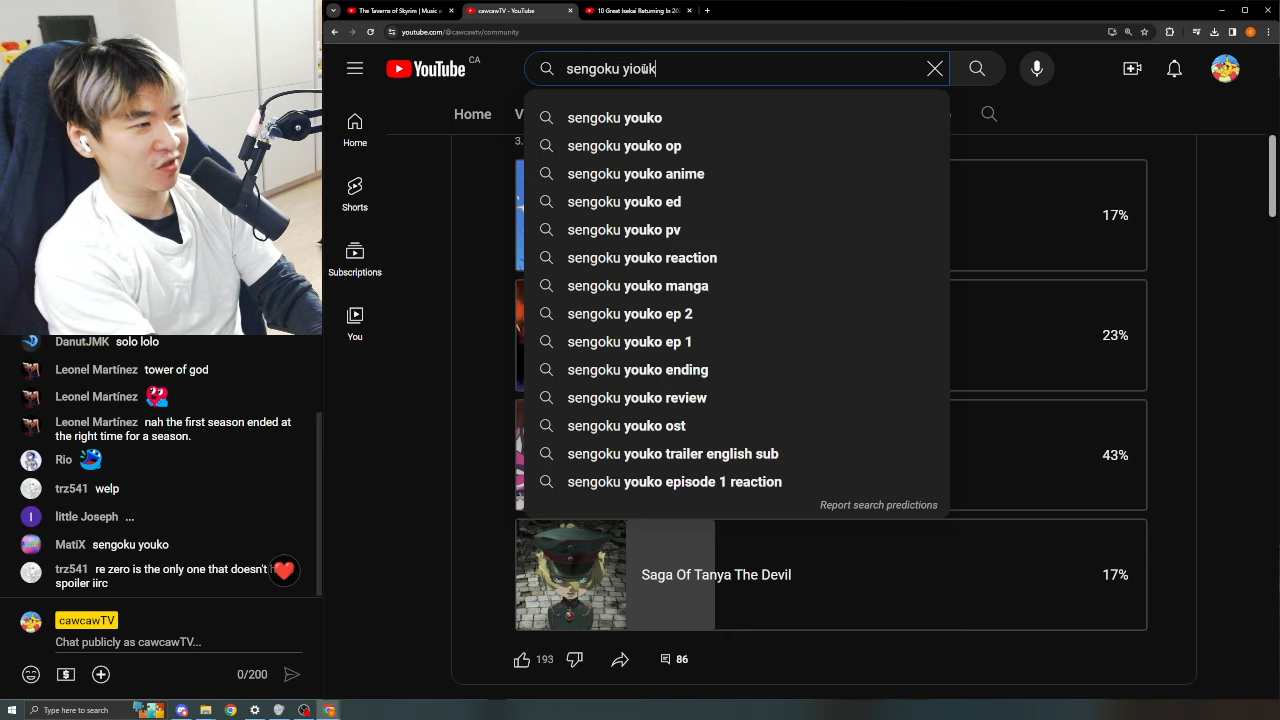 The Taverns of Skyrim | Music
cawcawTV - YouTube
10 Great Isekai Returning In 202
youtube.com/@cawcawtv/community
YouTube CA
sengoku yiouk
Home
Home
Shorts
Subscriptions
You
3.
17%
23%
43%
sengoku youko
sengoku youko op
sengoku youko anime
sengoku youko ed
sengoku youko pv
sengoku youko reaction
sengoku youko manga
sengoku youko ep 2
sengoku youko ep 1
sengoku youko ending
sengoku youko review
sengoku youko ost
sengoku youko trailer english sub
sengoku youko episode 1 reaction
Report search predictions
Saga Of Tanya The Devil
17%
193
86
DanutJMK solo lolo
Leonel Martínez tower of god
Leonel Martínez
Leonel Martínez nah the first season ended at
the right time for a season.
Rio
trz541 welp
little Joseph ...
MatiX sengoku youko
trz541 re zero is the only one that doesn't
spoiler iirc
cawcawTV
Chat publicly as cawcawTV...
0/200
Type here to search